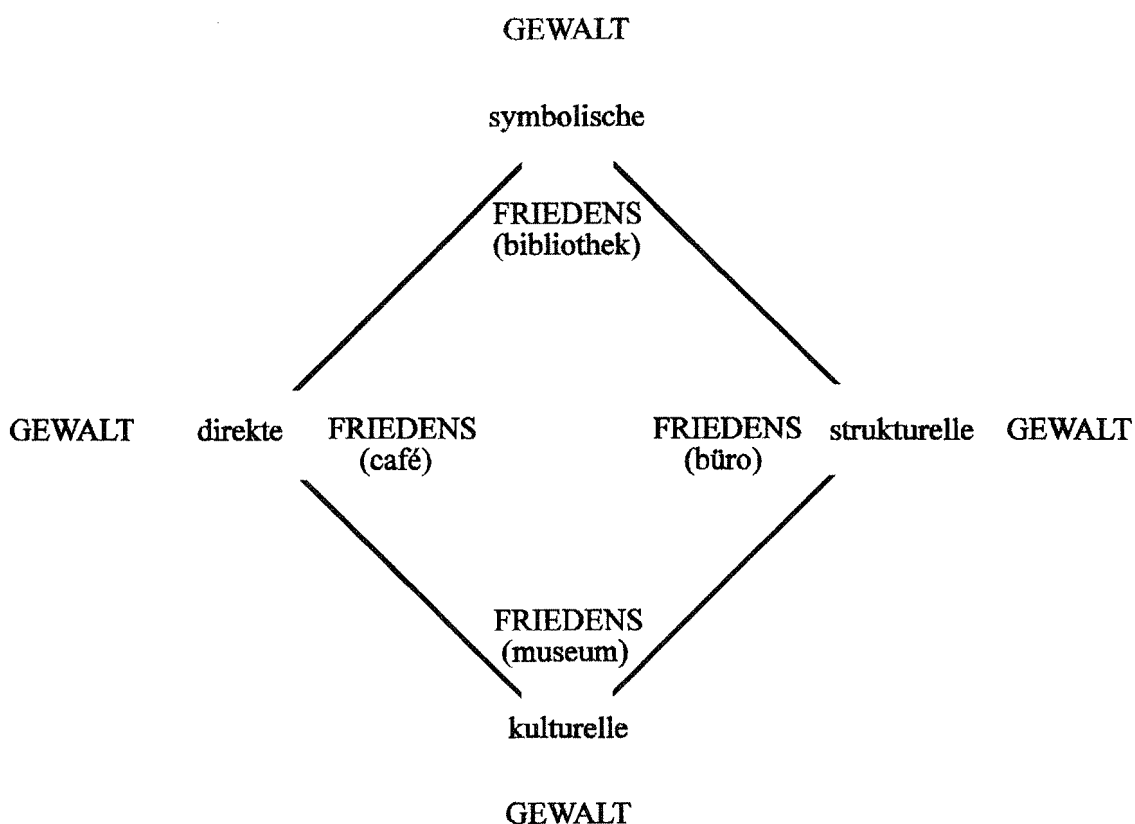 GEWALT
symbolische
FRIEDENS
(bibliothek)
GEWALT direkte FRIEDENS FRIEDENS strukturelle GEWALT
(café) (büro)
FRIEDENS
(museum)
kulturelle
GEWALT